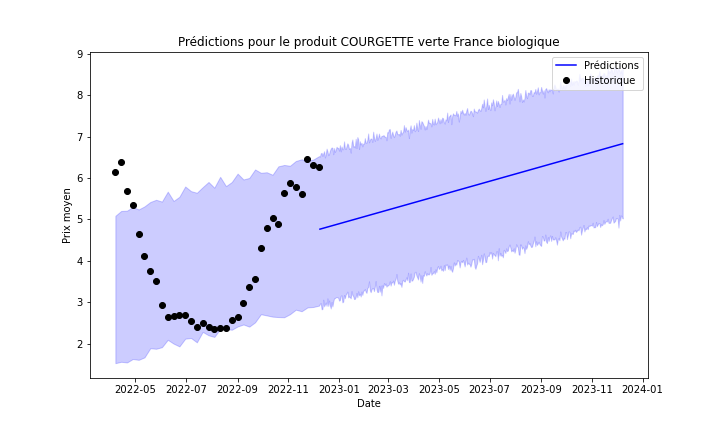 Prédictions pour le produit COURGETTE verte France biologique
Prédictions
Historique
Prix moyen
9
8
7
6
5
4
3
2
2022-05 2022-07 2022-09 2022-11 2023-01 2023-03 2023-05 2023-07 2023-09 2023-11 2024-01
Date